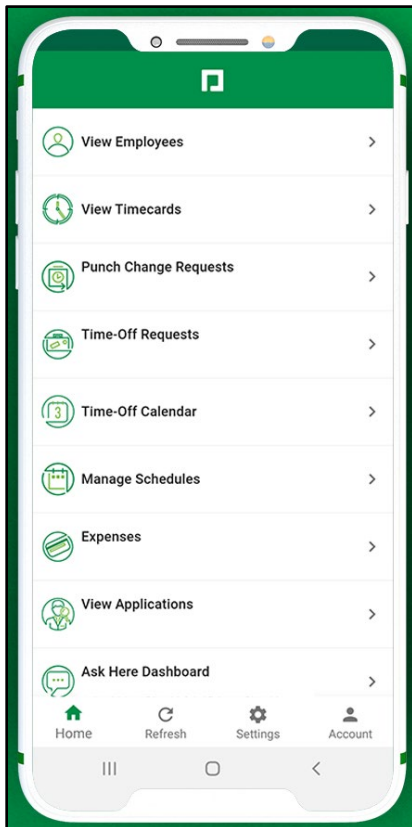 View Employees
View Timecards
Punch Change Requests
Time-Off Requests
3
Time-Off Calendar
Manage Schedules
Expenses
View Applications
Ask Here Dashboard
Home Refresh Settings Account